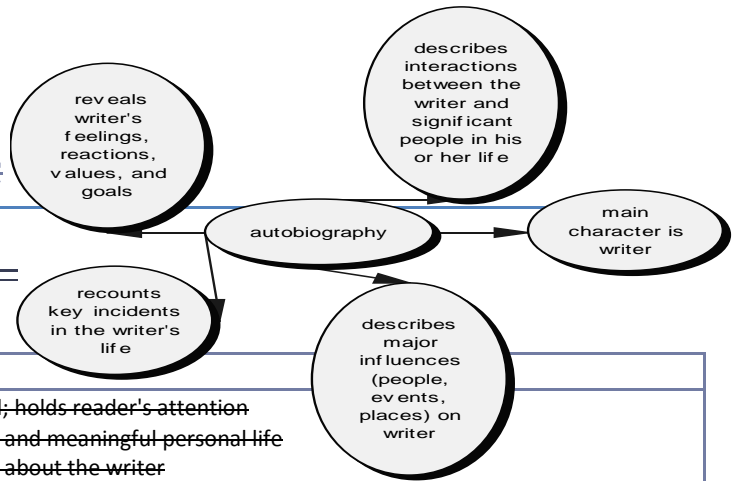 describes
interactions
between the
writer and
significant
people in his
or her life
reveals
writer's
feelings,
reactions,
values, and
goals
autobiography
main
character is
writer
recounts
key incidents
in the writer's
life
describes
major
influences
(people,
events,
places) on
writer
; holds reader's attention
and meaningful personal life
about the writer